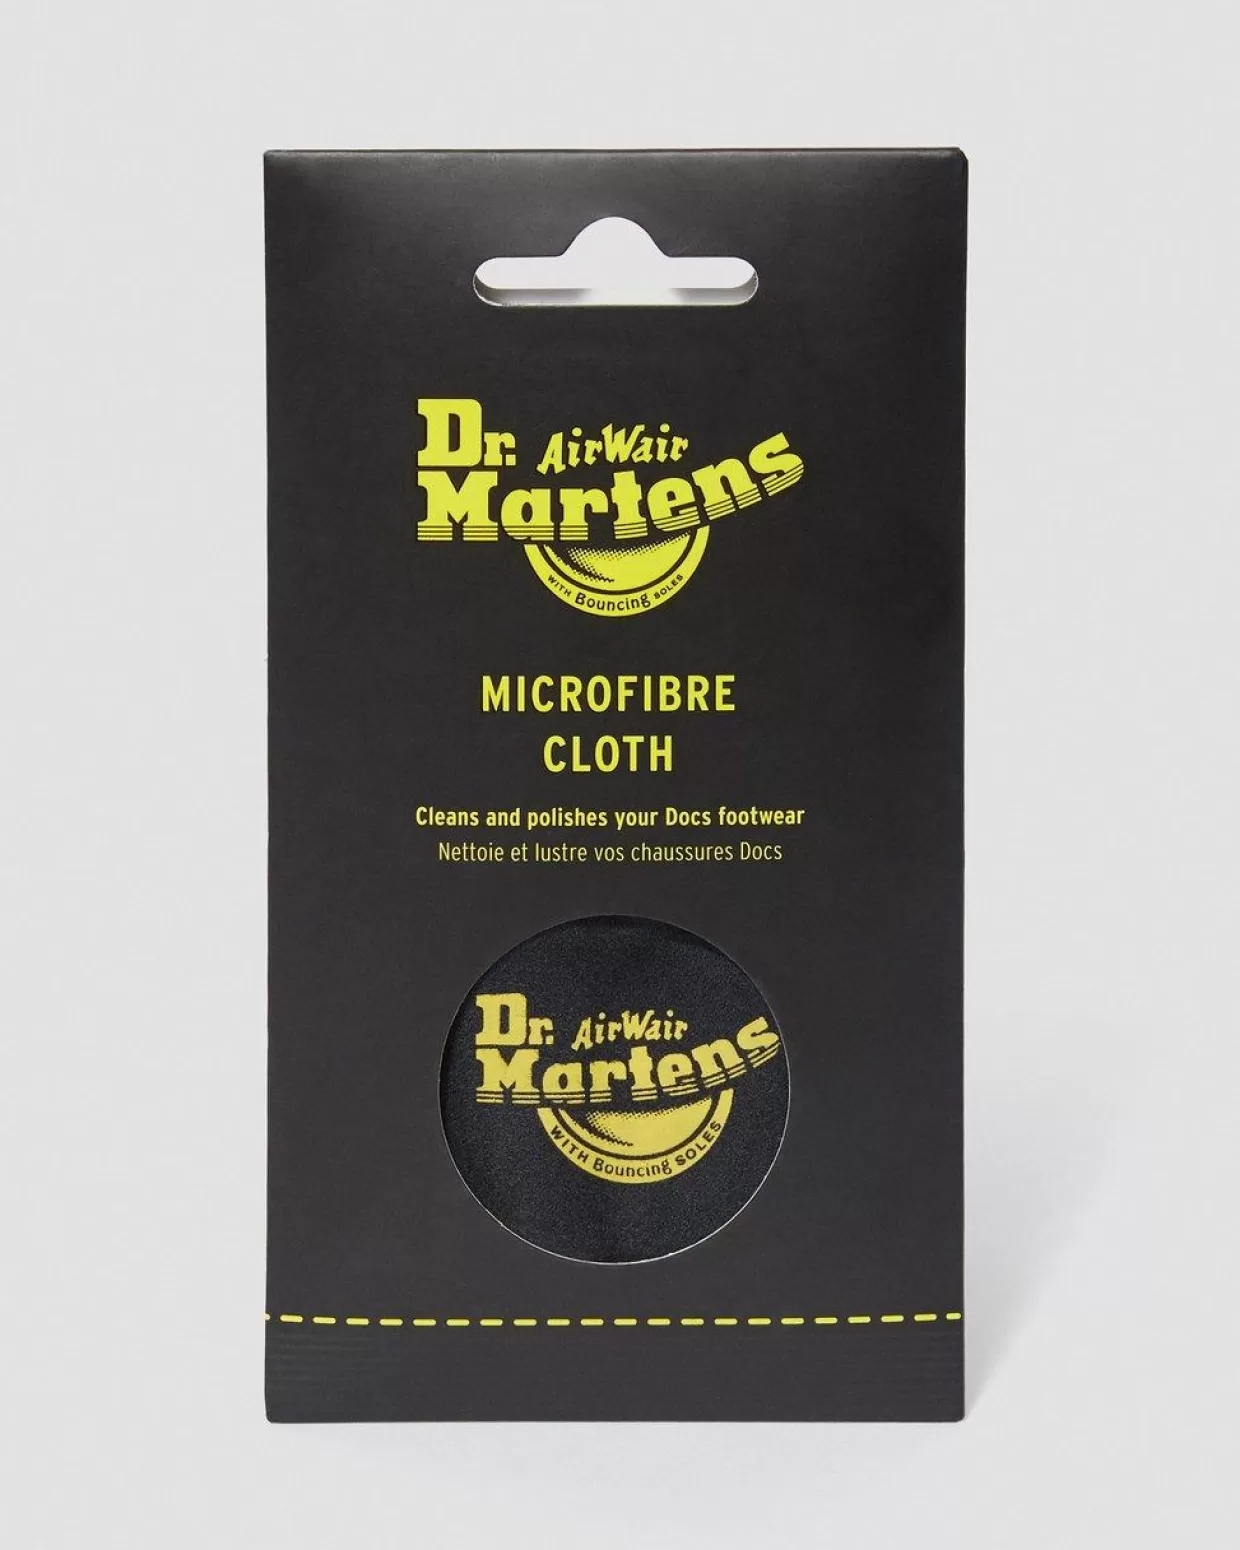 Dr. AirWair
Martens
WITH Bouncing SOLES
MICROFIBRE
CLOTH
Cleans and polishes your Docs footwear
Nettoie et lustre vos chaussures Docs
Dr. AirWair
Martens
WITH Bouncing SOLES